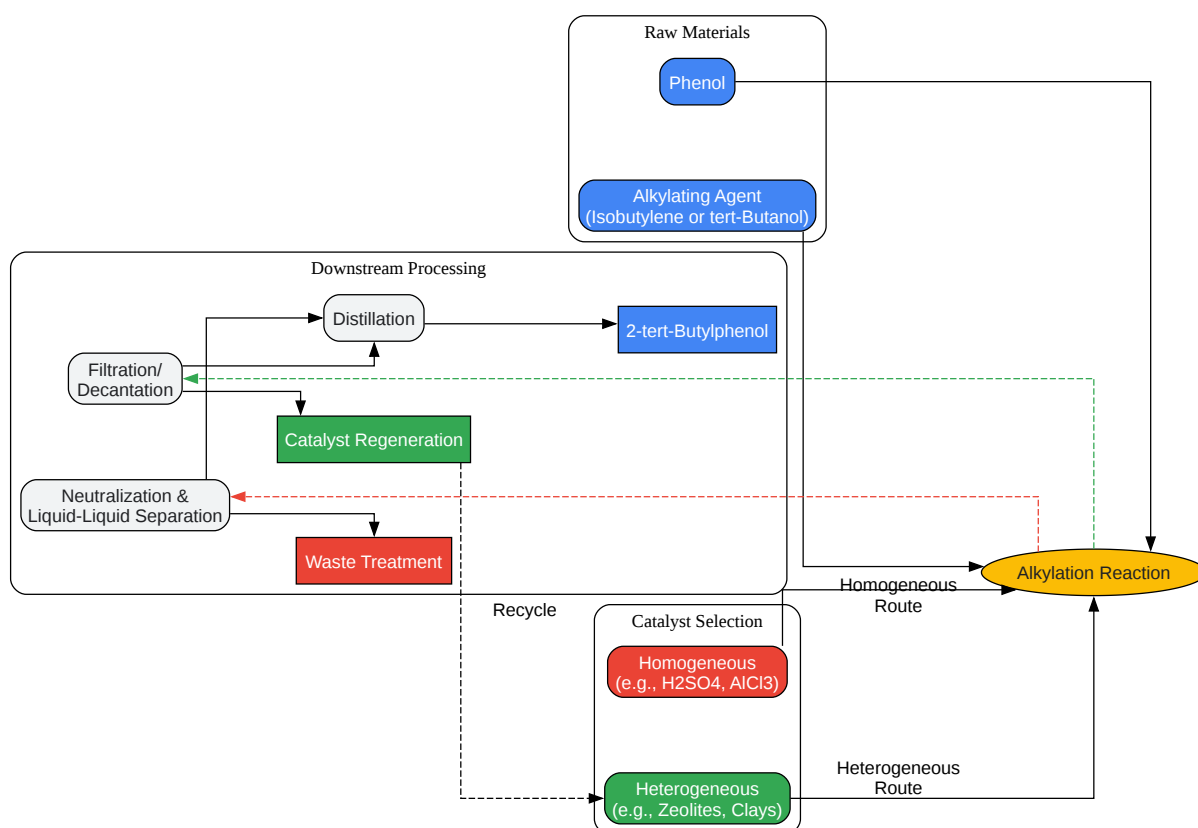 Raw Materials
Phenol
Alkylating Agent
(Isobutylene or tert-Butanol)
Downstream Processing
Distillation
2-tert-Butylphenol
Filtration/
Decantation
Catalyst Regeneration
Neutralization &
Liquid-Liquid Separation
Waste Treatment
Alkylation Reaction
Homogeneous
Route
Recycle
Catalyst Selection
Homogeneous
(e.g., H2SO4, AlCl3)
Heterogeneous
(e.g., Zeolites, Clays)
Heterogeneous
Route